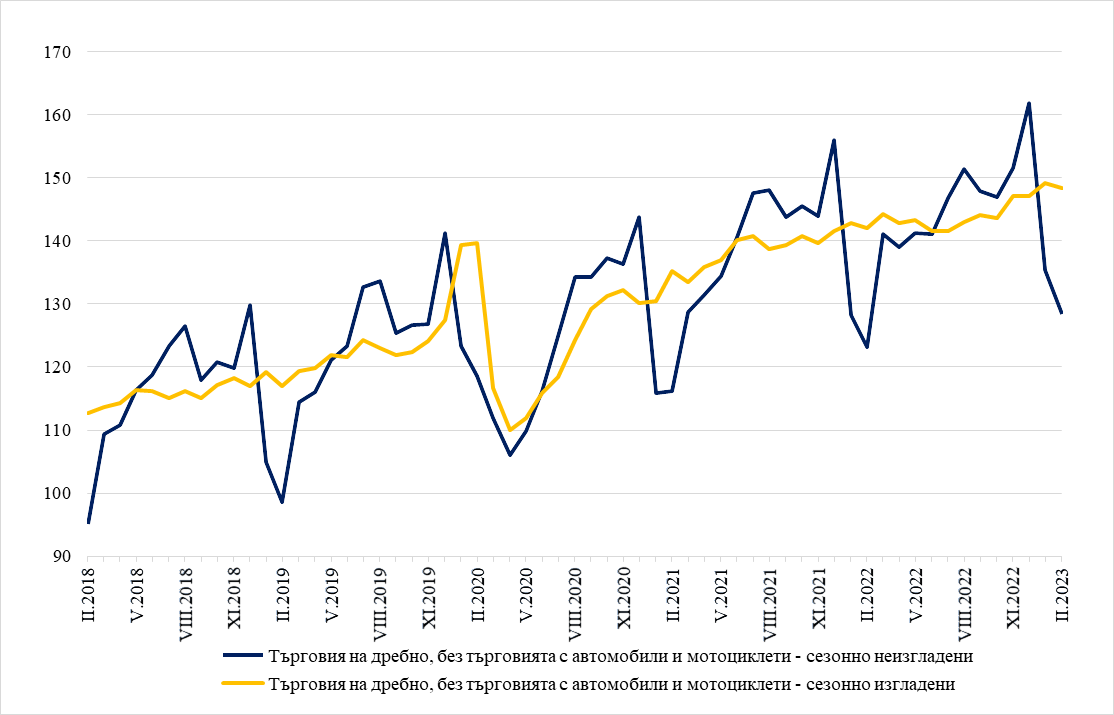 170
160
150
140
130
120
110
100
90
II.2018
V.2018
VIII.2018
XI.2018
II.2019
V.2019
VIII.2019
XI.2019
II.2020
V.2020
VIII.2020
XI.2020
II.2021
V.2021
VIII.2021
XI.2021
II.2022
V.2022
VIII.2022
XI.2022
II.2023
Търговия на дребно, без търговията с автомобили и мотоциклети - сезонно неизгладени
Търговия на дребно, без търговията с автомобили и мотоциклети - сезонно изгладени